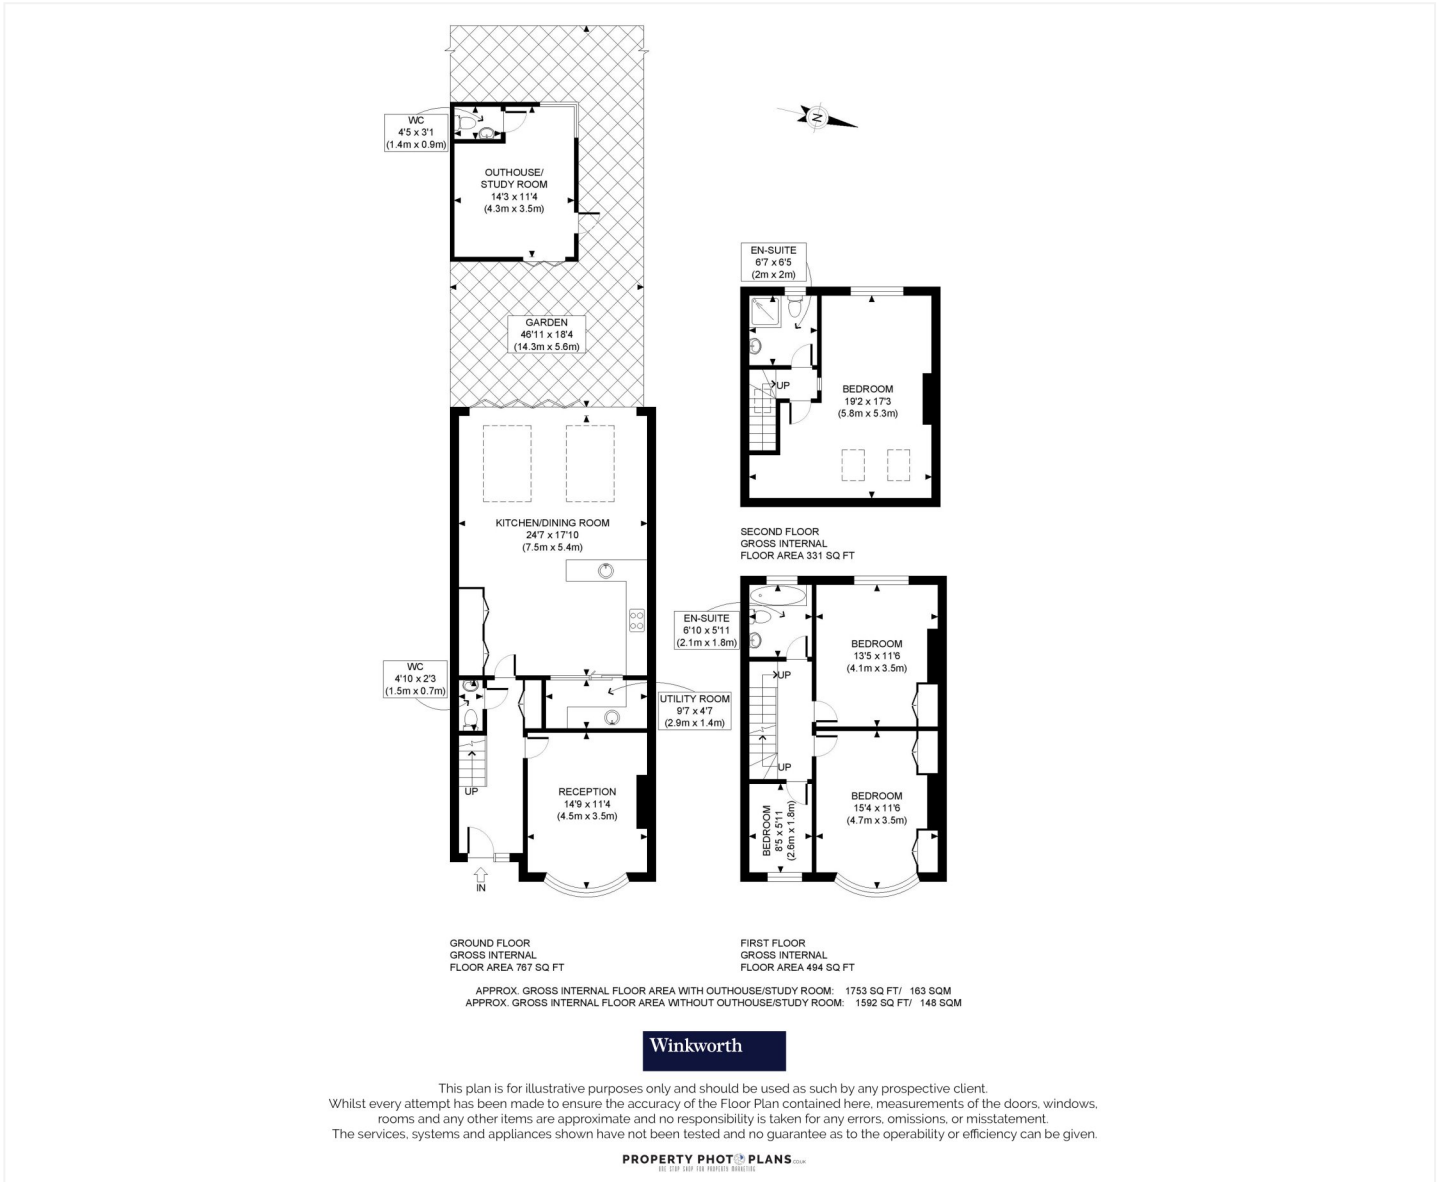 WC
4'5 x 3'1
(1.4m x 0.9m)
OUTHOUSE/
STUDY ROOM
14'3 x 11'4
(4.3m x 3.5m)
N
EN-SUITE
6'7 x 6'5
(2m x 2m)
GARDEN
46'11 x 18'4
(14.3m x 5.6m)
UP
BEDROOM
19'2 x 17'3
(5.8m x 5.3m)
KITCHEN/DINING ROOM
24'7 x 17'10
(7.5m x 5.4m)
SECOND FLOOR
GROSS INTERNAL
FLOOR AREA 331 SQ FT
EN-SUITE
6'10 x 5'11
(2.1m x 1.8m)
BEDROOM
13'5 x 11'6
(4.1m x 3.5m)
WC
4'10 x 2'3
(1.5m x 0.7m)
UP
UTILITY ROOM
9'7 x 4'7
(2.9m x 1.4m)
UP
UP
RECEPTION
14'9 x 11'4
(4.5m x 3.5m)
BEDROOM
8'5 x 5'11
(2.6m x 1.8m)
BEDROOM
15'4 x 11'6
(4.7m x 3.5m)
IN
GROUND FLOOR
GROSS INTERNAL
FLOOR AREA 767 SQ FT
FIRST FLOOR
GROSS INTERNAL
FLOOR AREA 494 SQ FT
APPROX. GROSS INTERNAL FLOOR AREA WITH OUTHOUSE/STUDY ROOM: 1753 SQ FT/ 163 SQM
APPROX. GROSS INTERNAL FLOOR AREA WITHOUT OUTHOUSE/STUDY ROOM: 1592 SQ FT/ 148 SQM
Winkworth
This plan is for illustrative purposes only and should be used as such by any prospective client.
Whilst every attempt has been made to ensure the accuracy of the Floor Plan contained here, measurements of the doors, windows,
rooms and any other items are approximate and no responsibility is taken for any errors, omissions, or misstatement.
The services, systems and appliances shown have not been tested and no guarantee as to the operability or efficiency can be given.
PROPERTY PHOTO PLANS.CO.UK
ONE STOP SHOP FOR PROPERTY MARKETING